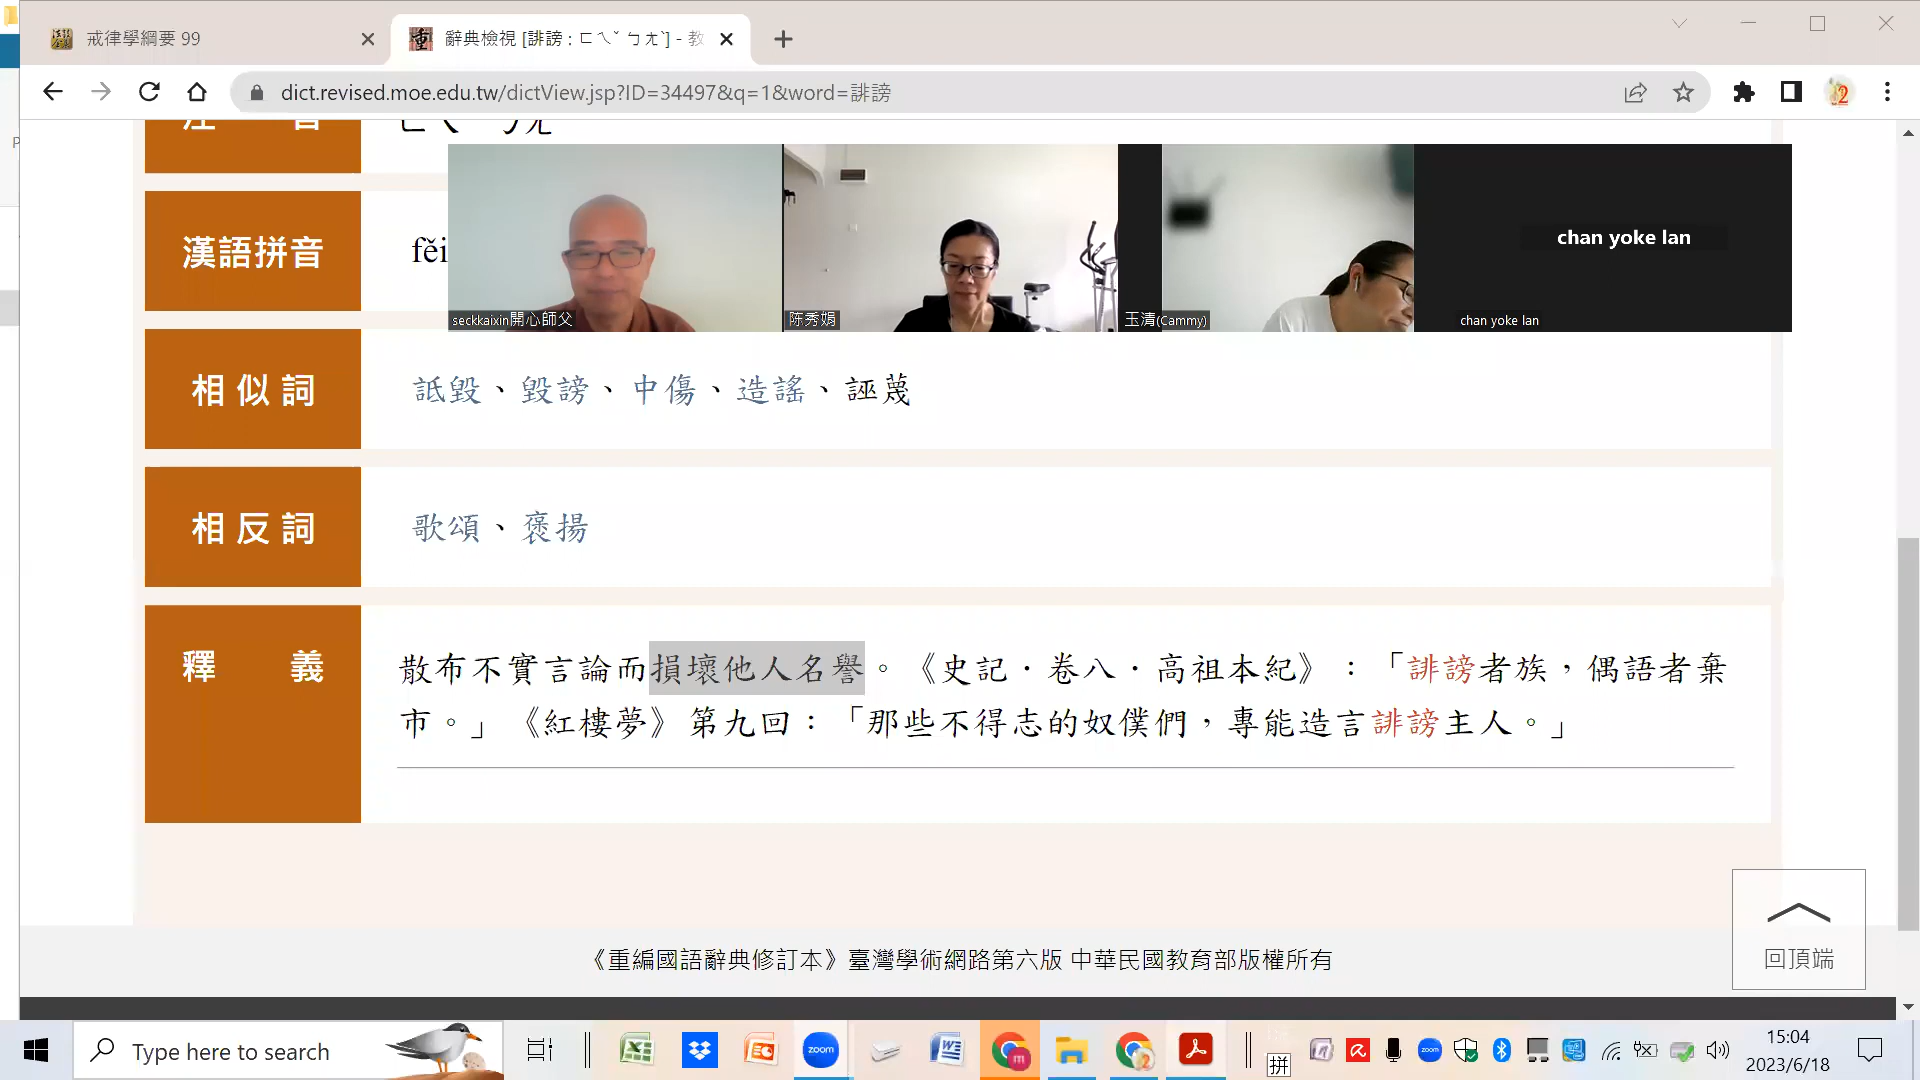 戒律學綱要 99
辭典檢視 [誹謗 : ㄈㄟˇ ㄅㄤˋ] - 教
dict.revised.moe.edu.tw/dictView.jsp?ID=34497&q=1&word=誹謗
漢語拼音
fěi
chan yoke lan
seckkaixin開心師父
陈秀娟
玉清(Cammy)
chan yoke lan
相似詞
詆毀、毀謗、中傷、造謠、誣蔑
相反詞
歌頌、褒揚
釋 義
散布不實言論而損壞他人名譽。《史記．卷八．高祖本紀》：「誹謗者族，偶語者棄
市。」《紅樓夢》第九回：「那些不得志的奴僕們，專能造言誹謗主人。」
回頂端
《重編國語辭典修訂本》臺灣學術網路第六版 中華民國教育部版權所有
Type here to search
zoom
拼
zoom
15:04
2023/6/18